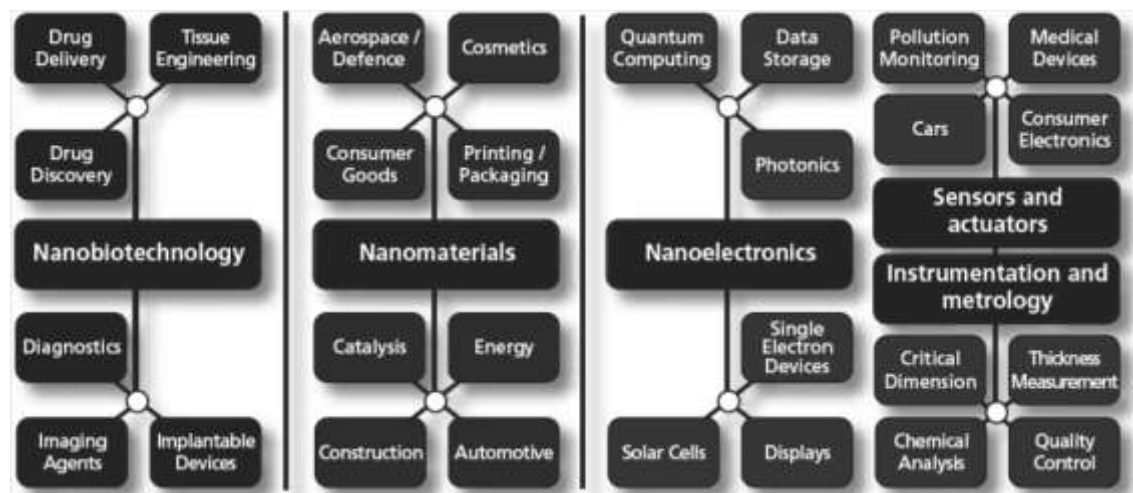 Drug
Delivery
Tissue
Engineering
Drug
Discovery
Nanobiotechnology
Diagnostics
Imaging
Agents
Implantable
Devices
Aerospace /
Defence
Cosmetics
Consumer
Goods
Printing /
Packaging
Nanomaterials
Catalysis
Energy
Construction
Automotive
Quantum
Computing
Data
Storage
Photonics
Nanoelectronics
Single
Electron
Devices
Solar Cells
Displays
Pollution
Monitoring
Medical
Devices
Cars
Consumer
Electronics
Sensors and
actuators
Instrumentation and
metrology
Critical
Dimension
Thickness
Measurement
Chemical
Analysis
Quality
Control